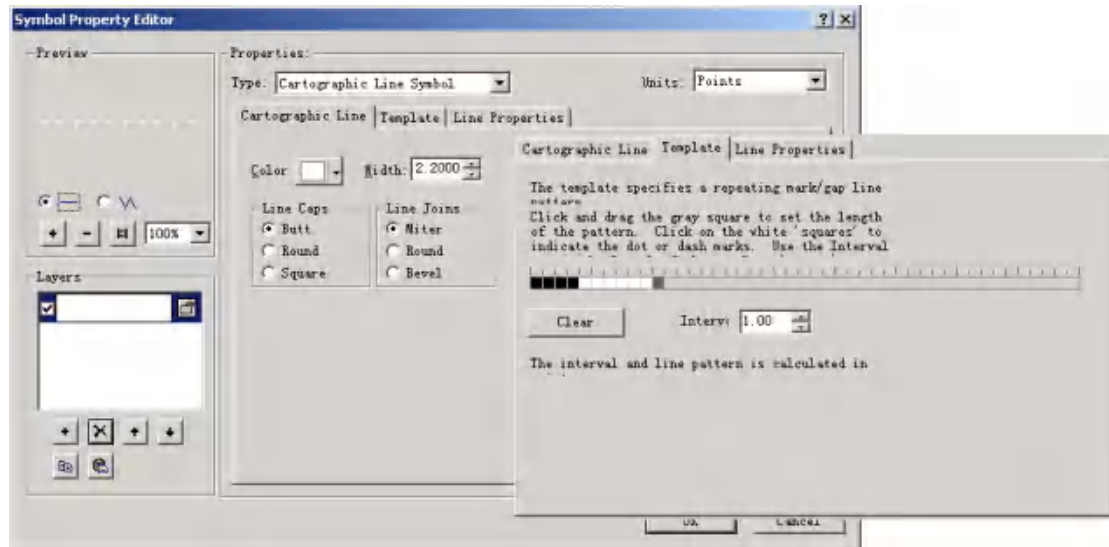 Symbol Property Editor
Preview
100%
Layers
Properties:
Type: Cartographic Line Symbol
Units: Points
Cartographic Line Template Line Properties
Color
Width: 2.2000
Line Caps
Butt
Round
Square
Line Joins
Miter
Round
Bevel
Cartographic Line Template Line Properties
The template specifies a repeating mark/gap line
Click and drag the gray square to set the length
of the pattern. Click on the white 'squares' to
indicate the dot or dash marks. Use the Interval
Clear
Interv: 1.00
The interval and line pattern is calculated in
OK
Cancel